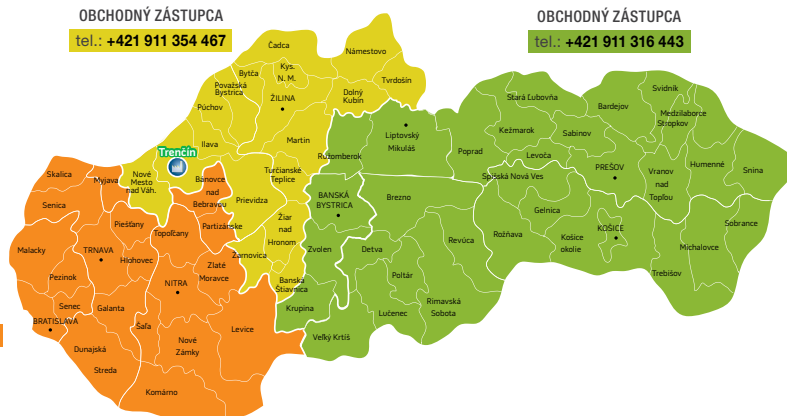 OBCHODNÝ ZÁSTUPCA
tel.: +421 911 354 467
OBCHODNÝ ZÁSTUPCA
tel.: +421 911 316 443
Čadca
Námestovo
Kys.
N. M.
Bytča
Považská
Bystrica
Tvrdošín
Dolný
Kubín
ŽILINA
Púchov
Ilava
Martin
Trenčín
Turčianské
Teplice
Nové
Mesto
nad Váh.
Prievidza
Žiar
nad
Hronom
Žarnovica
Banská
Štiavnica
Skalica
Myjava
Senica
Bánovce
nad
Bebravou
Partizánske
Piešťany
Topoľčany
Malacky
TRNAVA
Hlohovec
Zlaté
Moravce
Pezinok
NITRA
Senec
Galanta
BRATISLAVA
Šaľa
Levice
Nové
Zámky
Dunajská
Streda
Komárno
Stará Ľubovňa
Svidník
Bardejov
Medzilaborce
Stropkov
Kežmarok
Sabinov
Liptovský
Mikuláš
Ružomberok
Poprad
Levoča
Humenné
Snina
PREŠOV
Vranov
nad
Topľou
Spišská Nová Ves
BANSKÁ
BYSTRICA
Brezno
Gelnica
Sobrance
Rožňava
Košice
okolie
KOŠICE
Michalovce
Revúca
Zvolen
Detva
Trebišov
Poltár
Rimavská
Sobota
Krupina
Lučenec
Veľký Krtíš